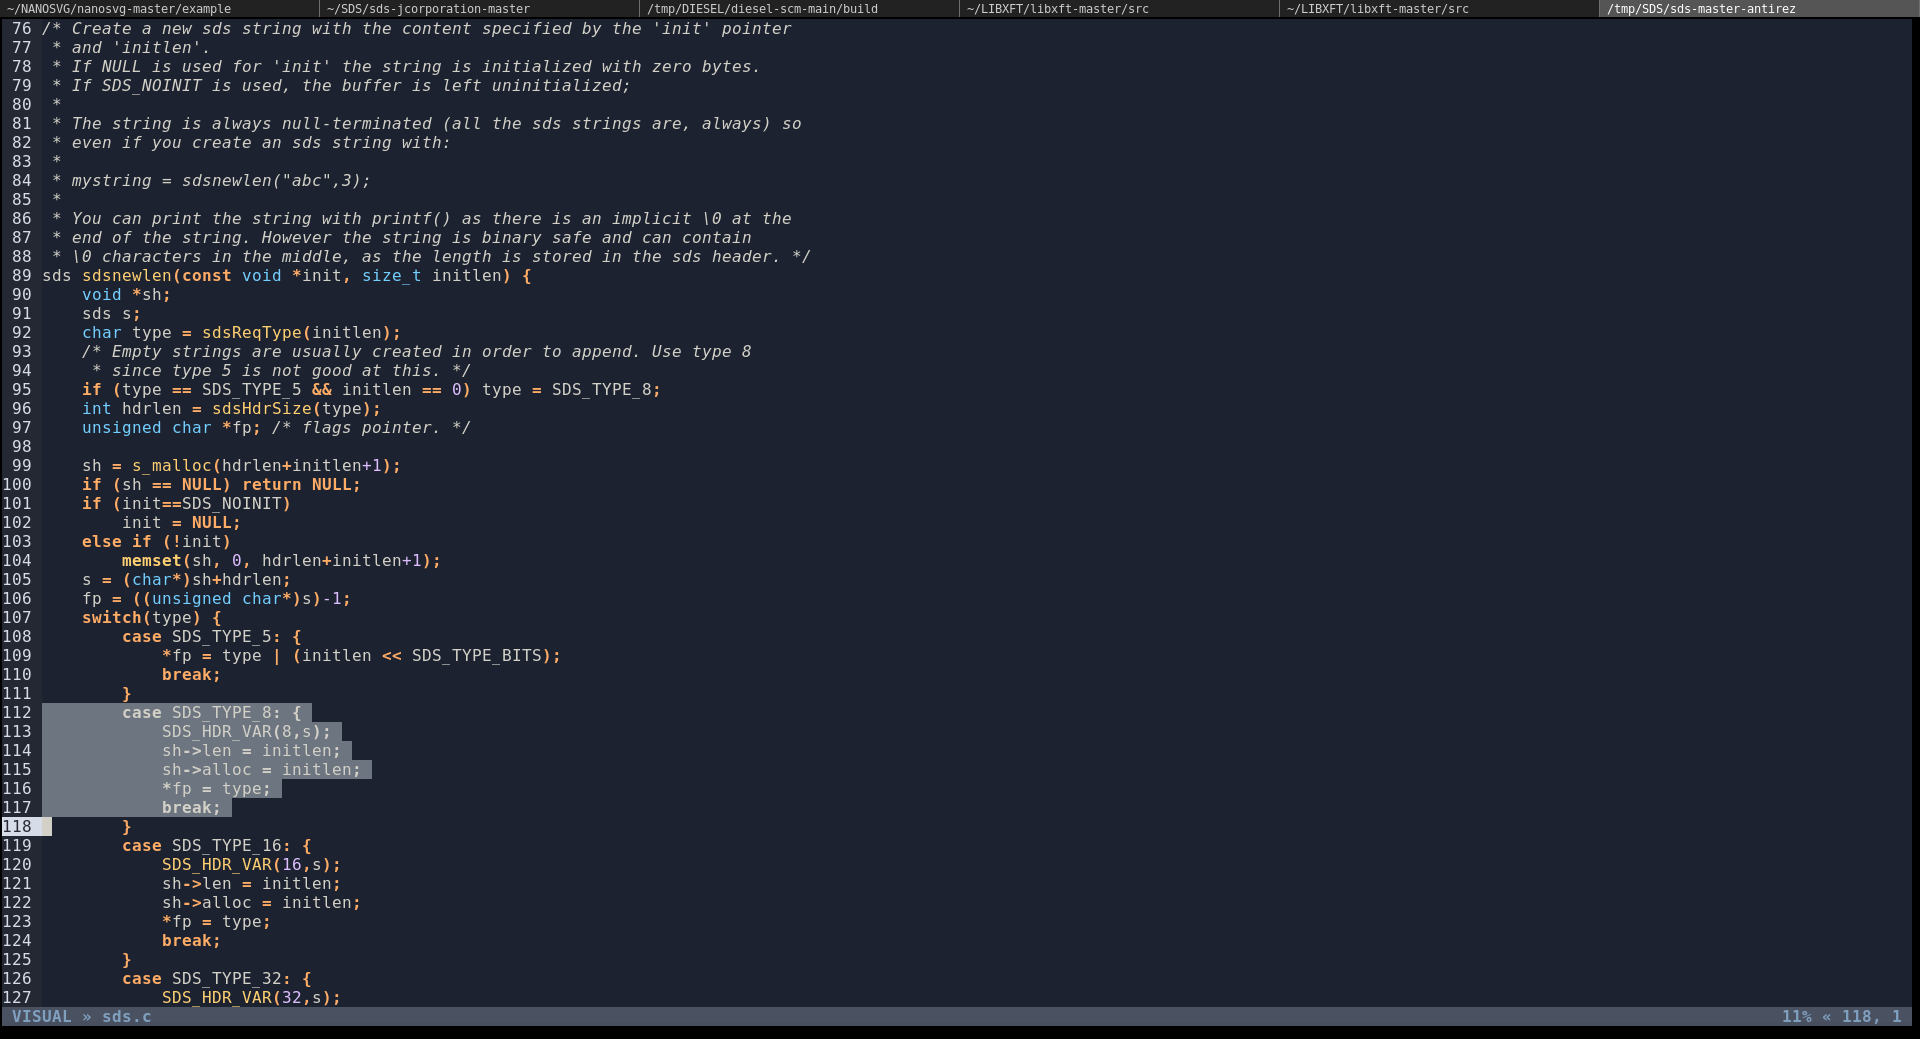 ~/NANOSVG/nanosvg-master/example ~/SDS/sds-jcorporation-master /tmp/DIESEL/diesel-scm-main/build ~/LIBXFT/libxft-master/src ~/LIBXFT/libxft-master/src /tmp/SDS/sds-master-antirez
76 /* Create a new sds string with the content specified by the 'init' pointer
77  * and 'initlen'.
78  * If NULL is used for 'init' the string is initialized with zero bytes.
79  * If SDS_NOINIT is used, the buffer is left uninitialized;
80  *
81  * The string is always null-terminated (all the sds strings are, always) so
82  * even if you create an sds string with:
83  *
84  * mystring = sdsnewlen("abc",3);
85  *
86  * You can print the string with printf() as there is an implicit \0 at the
87  * end of the string. However the string is binary safe and can contain
88  * \0 characters in the middle, as the length is stored in the sds header. */
89 sds sdsnewlen(const void *init, size_t initlen) {
90     void *sh;
91     sds s;
92     char type = sdsReqType(initlen);
93     /* Empty strings are usually created in order to append. Use type 8
94      * since type 5 is not good at this. */
95     if (type == SDS_TYPE_5 && initlen == 0) type = SDS_TYPE_8;
96     int hdrlen = sdsHdrSize(type);
97     unsigned char *fp; /* flags pointer. */
98
99     sh = s_malloc(hdrlen+initlen+1);
100     if (sh == NULL) return NULL;
101     if (init==SDS_NOINIT)
102         init = NULL;
103     else if (!init)
104         memset(sh, 0, hdrlen+initlen+1);
105     s = (char*)sh+hdrlen;
106     fp = ((unsigned char*)s)-1;
107     switch(type) {
108         case SDS_TYPE_5: {
109             *fp = type | (initlen << SDS_TYPE_BITS);
110             break;
111         }
112         case SDS_TYPE_8: {
113             SDS_HDR_VAR(8,s);
114             sh->len = initlen;
115             sh->alloc = initlen;
116             *fp = type;
117             break;
118         }
119         case SDS_TYPE_16: {
120             SDS_HDR_VAR(16,s);
121             sh->len = initlen;
122             sh->alloc = initlen;
123             *fp = type;
124             break;
125         }
126         case SDS_TYPE_32: {
127             SDS_HDR_VAR(32,s);
VISUAL » sds.c 11% « 118, 1